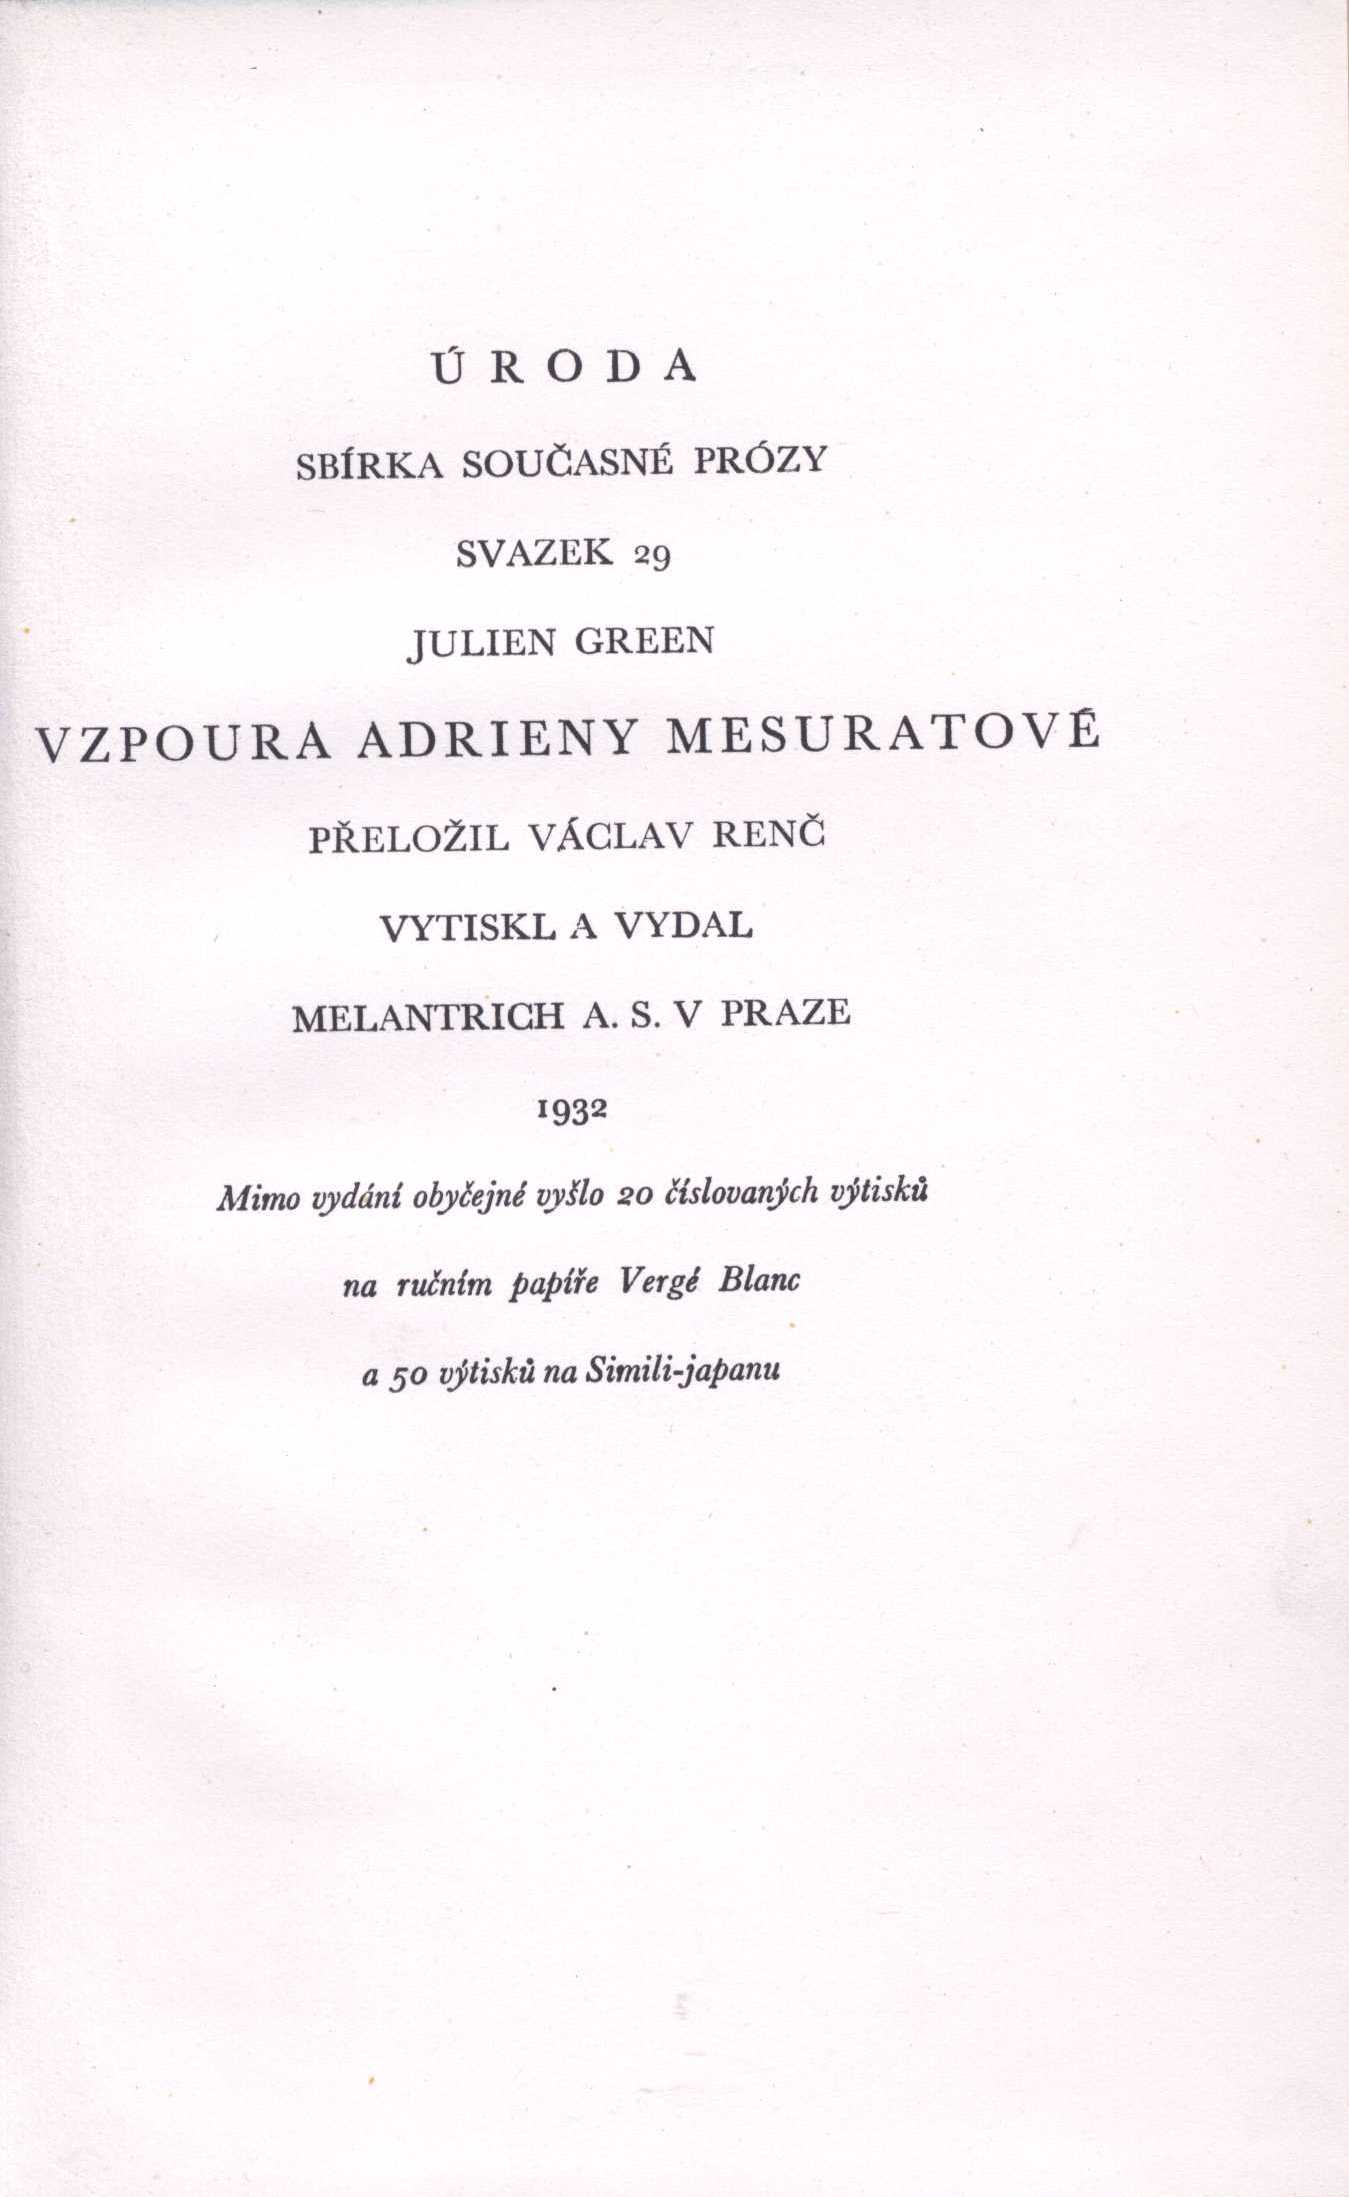 ÚRODA
SBÍRKA SOUČASNÉ PRÓZY
SVAZEK 29
JULIEN GREEN
VZPOURA ADRIENY MESURATOVÉ
PŘELOŽIL VÁCLAV RENČ
VYTISKL A VYDAL
MELANTRICH A. S. V PRAZE
1932
Mimo vydání obyčejné vyšlo 20 číslovaných výtisků
na ručním papíře Vergé Blanc
a 50 výtisků na Simili-japanu